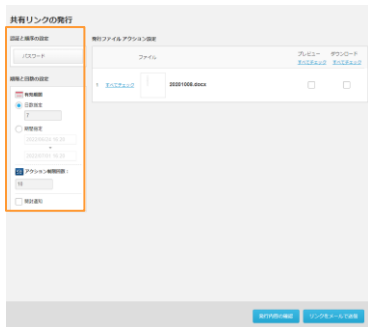 共有リンクの発行
認証と権限の設定
パスワード
期間と回数の設定
有効期限
日数設定
7
期間設定
アクション制限回数：
10
発行ファイル アクション設定
ファイル
プレビュー ダウンロード
すべてチェック すべてチェック
すべてチェック 20201008.docx
発行内容の確認 リンクをメールで送信